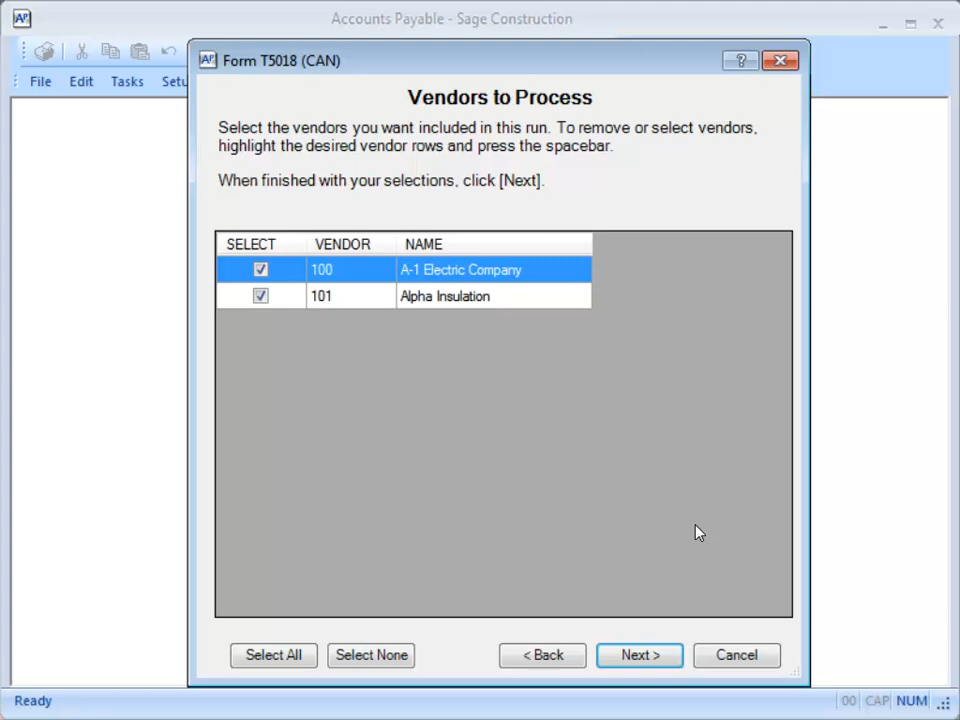 AP
Accounts Payable - Sage Construction
AP Form T5018 (CAN)
?
File Edit Tasks Setu
Vendors to Process
Select the vendors you want included in this run. To remove or select vendors,
highlight the desired vendor rows and press the spacebar.
When finished with your selections, click [Next].
SELECT VENDOR NAME
100 A-1 Electric Company
101 Alpha Insulation
Select All Select None < Back Next > Cancel
Ready 00 CAP NUM